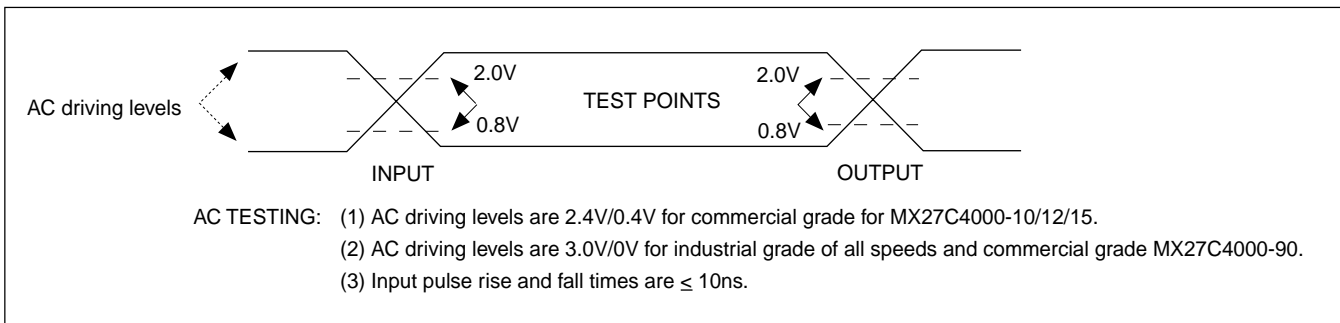 2.0V
2.0V
AC driving levels
TEST POINTS
0.8V
0.8V
INPUT
OUTPUT
AC TESTING: (1) AC driving levels are 2.4V/0.4V for commercial grade for MX27C4000-10/12/15.
(2) AC driving levels are 3.0V/0V for industrial grade of all speeds and commercial grade MX27C4000-90.
(3) Input pulse rise and fall times are ≤ 10ns.